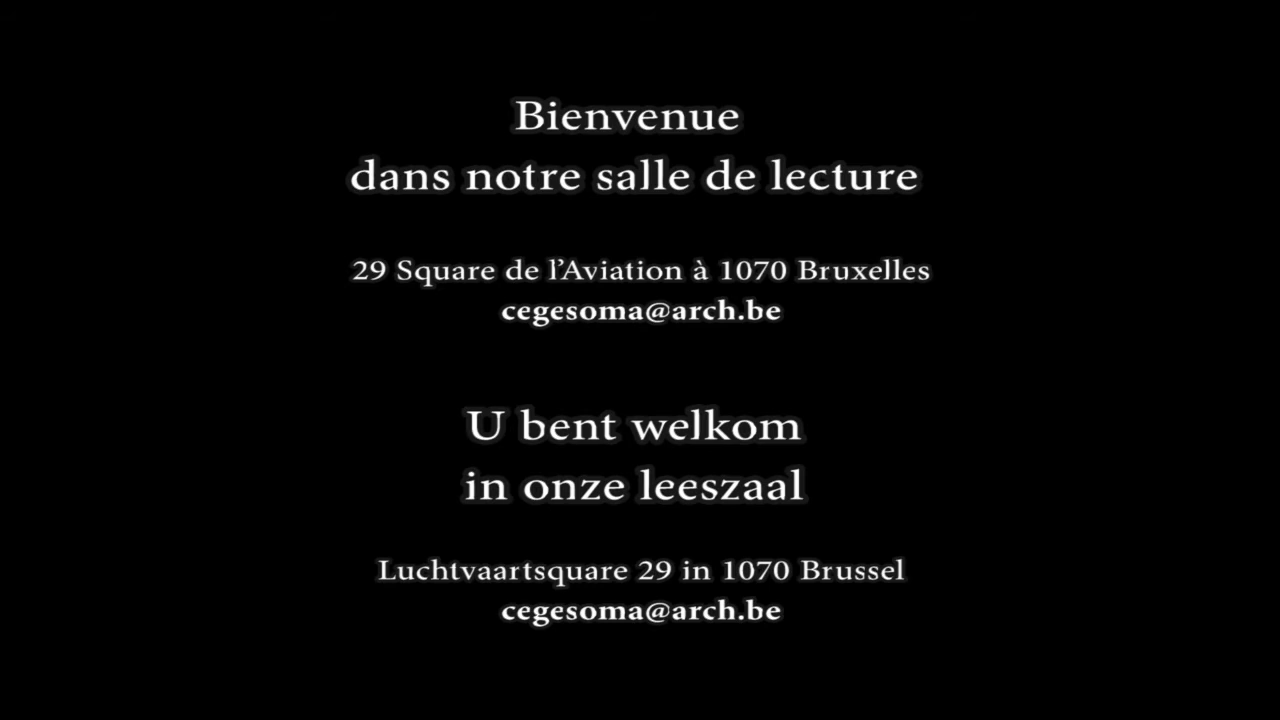 Bienvenue
dans notre salle de lecture
29 Square de l’Aviation à 1070 Bruxelles
cegesoma@arch.be
U bent welkom
in onze leeszaal
Luchtvaartsquare 29 in 1070 Brussel
cegesoma@arch.be